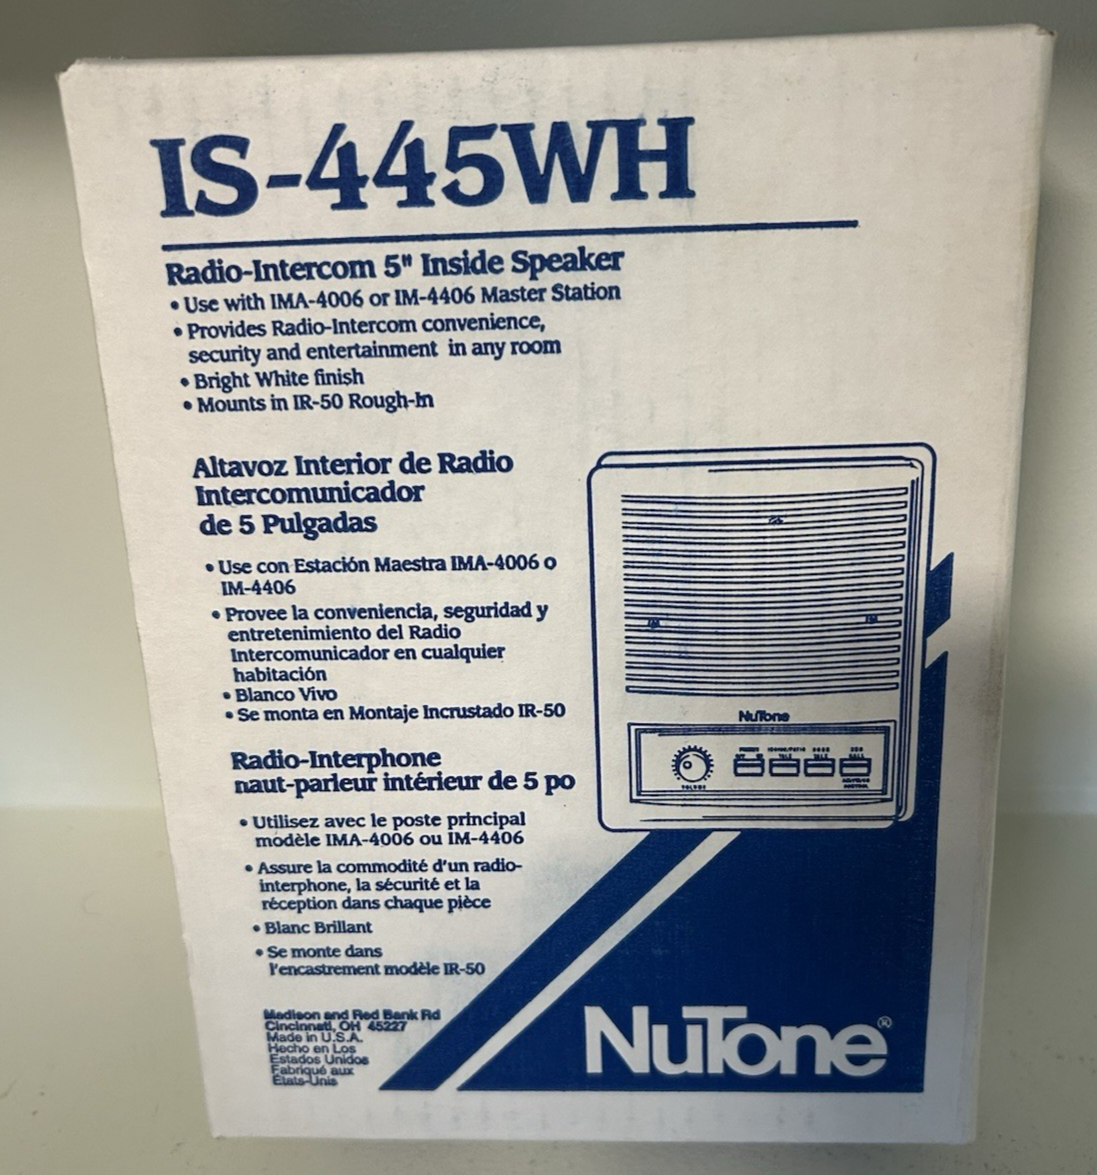 IS-445WH
Radio-Intercom 5" Inside Speaker
• Use with IMA-4006 or IM-4406 Master Station
• Provides Radio-Intercom convenience,
security and entertainment in any room
• Bright White finish
• Mounts in IR-50 Rough-In
Altavoz Interior de Radio
Intercomunicador
de 5 Pulgadas
• Use con Estación Maestra IMA-4006 o
IM-4406
• Provee la conveniencia, seguridad y
entretenimiento del Radio
Intercomunicador en cualquier
habitación
• Blanco Vivo
• Se monta en Montaje Incrustado IR-50
Radio-Interphone
naut-parleur intérieur de 5 po
• Utilisez avec le poste principal
modèle IMA-4006 ou IM-4406
• Assure la commodité d'un radio-
interphone, la sécurité et la
réception dans chaque pièce
• Blanc Brillant
• Se monte dans
l'encastrement modèle IR-50
Madison and Red Bank Rd
Cincinnati, OH 45227
Made in U.S.A.
Hecho en Los
Estados Unidos
Fabriqué aux
États-Unis
NuTone
VOLUME
TALK
TALK
CALL
NuTone®